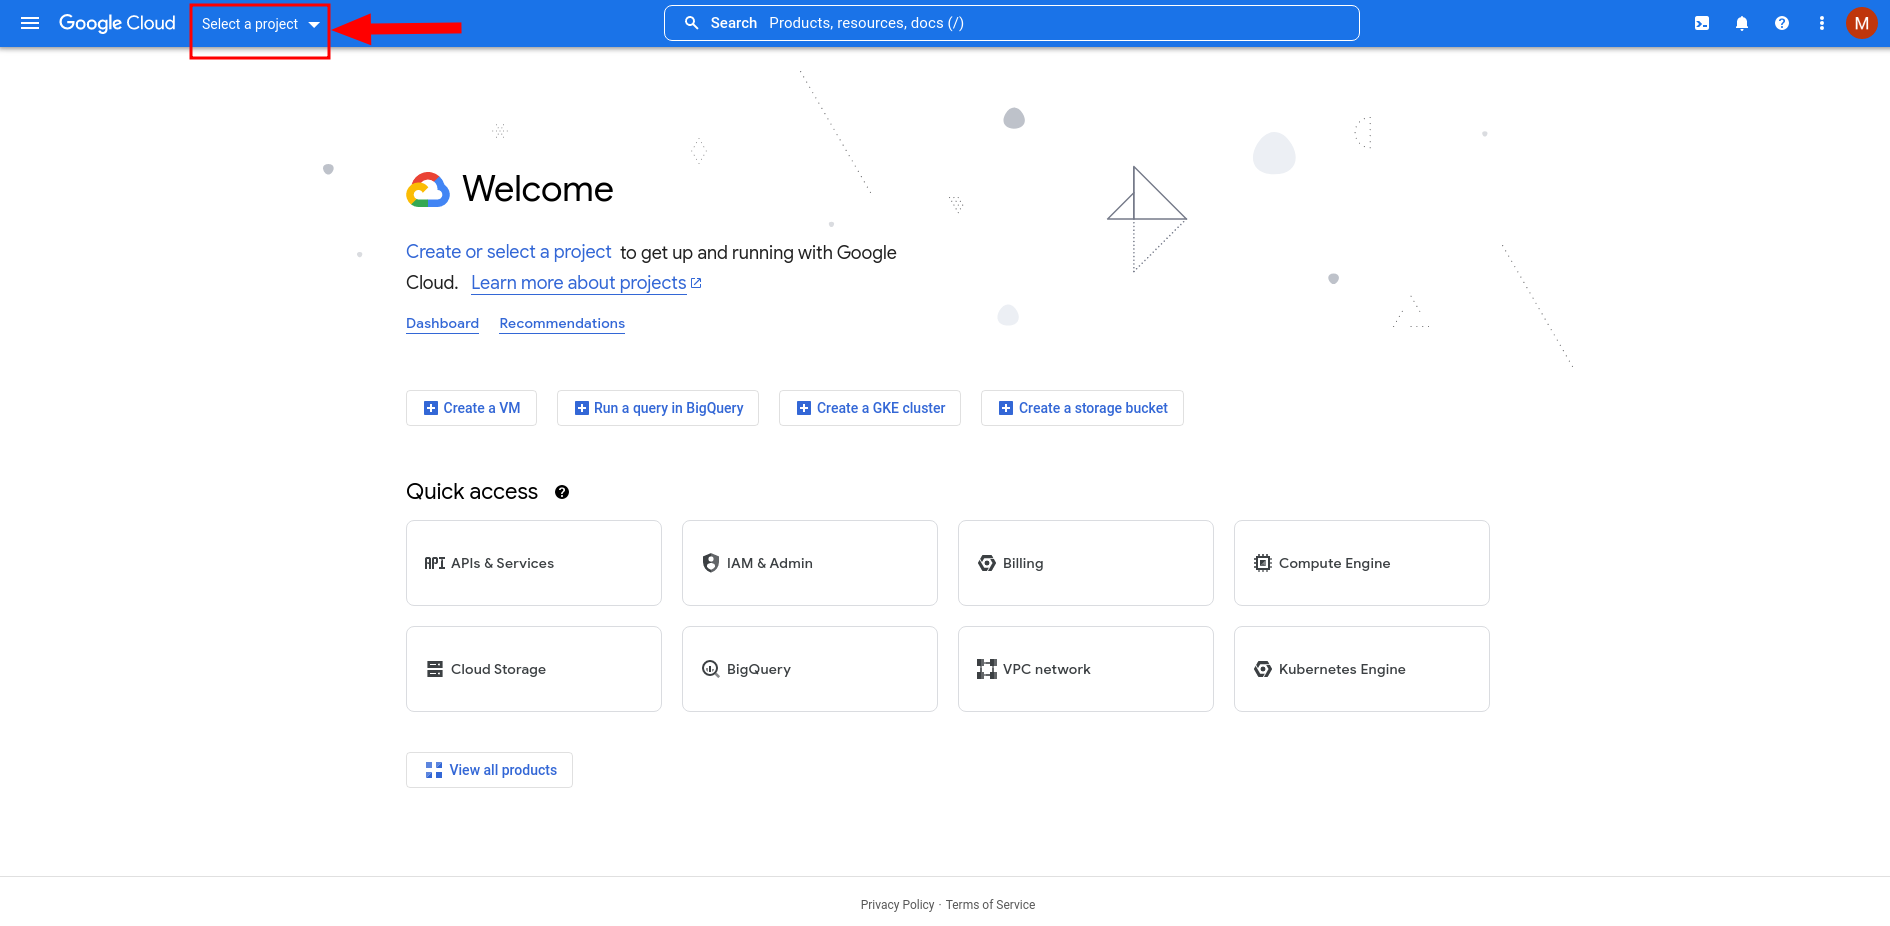 Google Cloud
Select a project
Search Products, resources, docs (/)
M
Welcome
Create or select a project to get up and running with Google
Cloud. Learn more about projects
Dashboard Recommendations
Create a VM
Run a query in BigQuery
Create a GKE cluster
Create a storage bucket
Quick access
API APIs & Services
IAM & Admin
Billing
Compute Engine
Cloud Storage
BigQuery
VPC network
Kubernetes Engine
View all products
Privacy Policy · Terms of Service